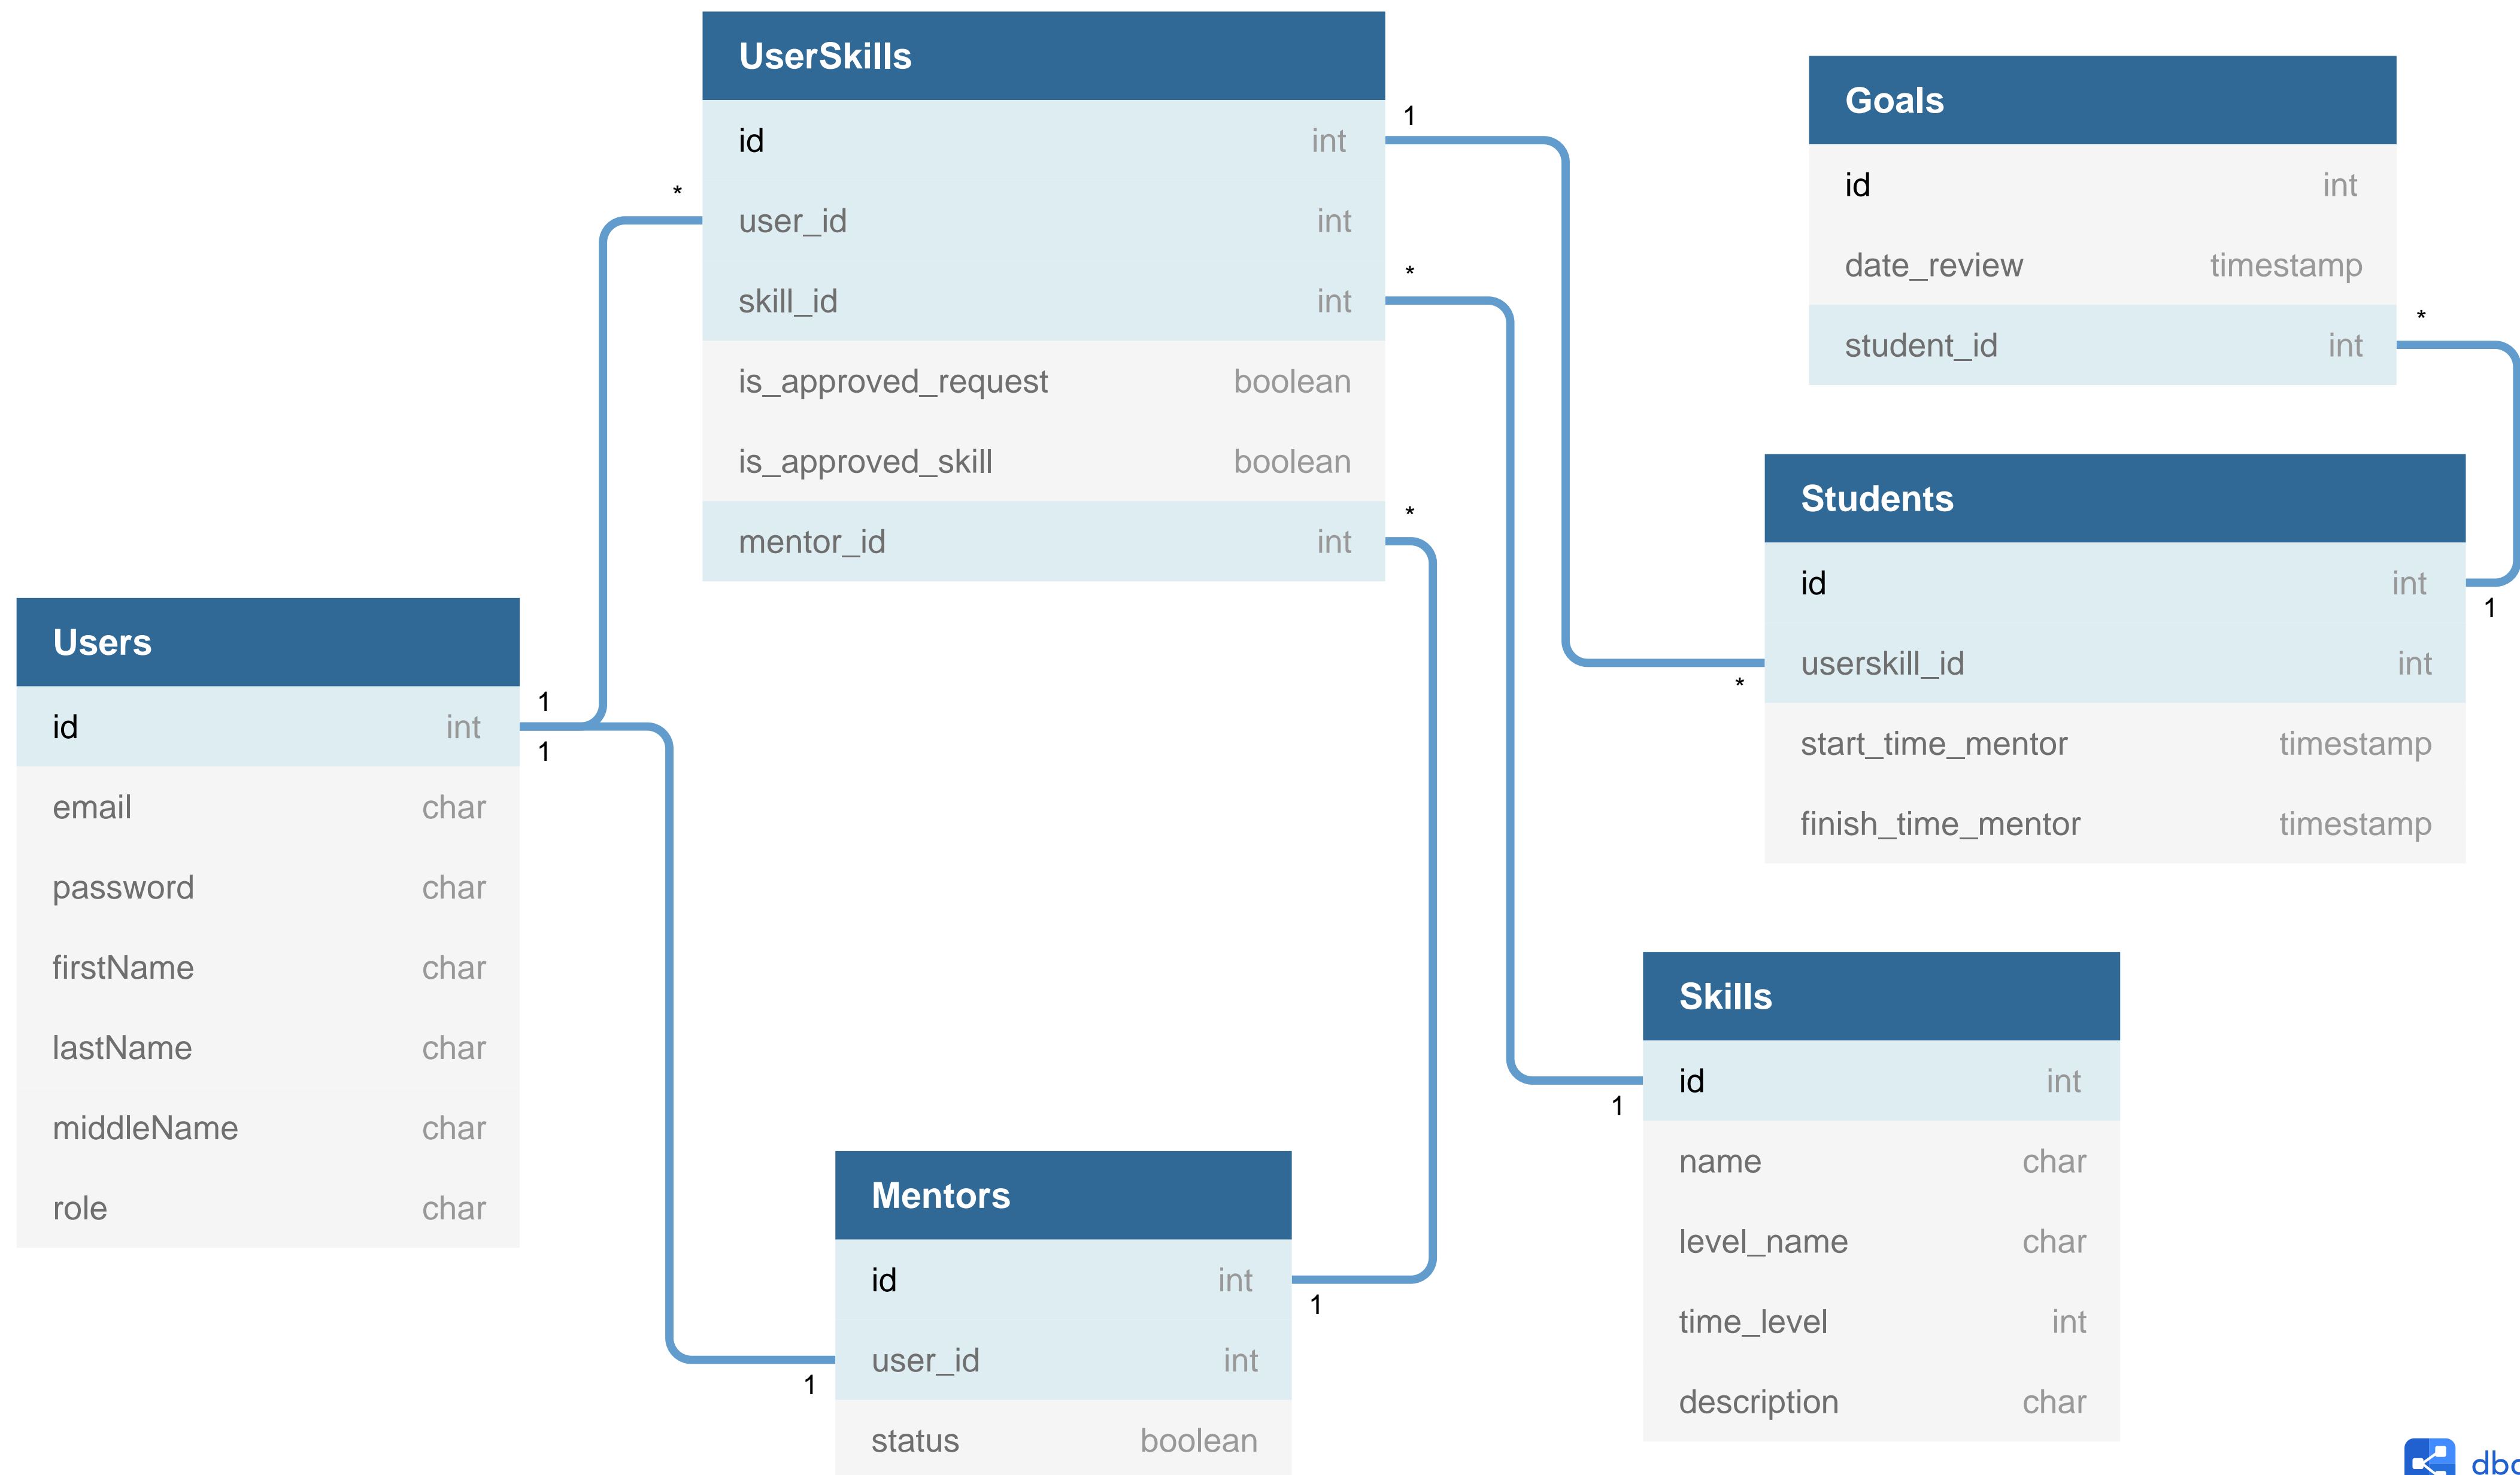 UserSkills
id int
user_id int
skill_id int
is_approved_request boolean
is_approved_skill boolean
mentor_id int
1
*
*
*
Goals
id int
date_review timestamp
student_id int
*
Students
id int
userskill_id int
start_time_mentor timestamp
finish_time_mentor timestamp
1
*
Users
id int
email char
password char
firstName char
lastName char
middleName char
role char
1
1
Mentors
id int
user_id int
status boolean
1
1
Skills
id int
name char
level_name char
time_level int
description char
1